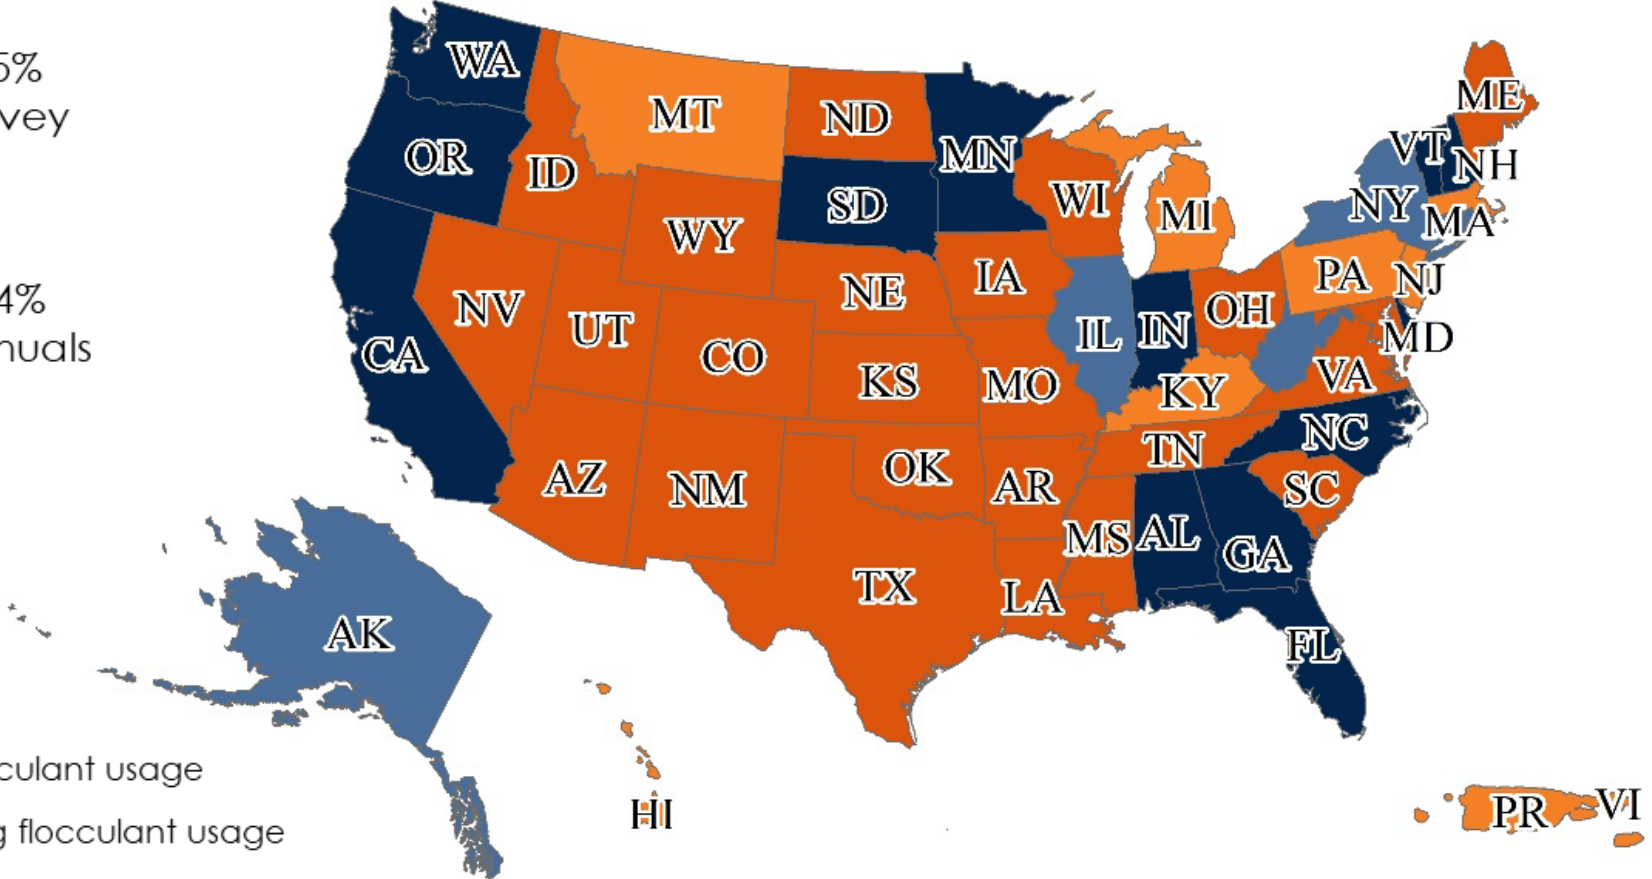 5%
vey
4%
nuals
culant usage
g flocculant usage
WA
MT
ND
MN
ME
VT
NH
OR
ID
SD
WI
MI
NY
MA
WY
NE
IA
PA
NJ
NV
UT
CO
IL
IN
OH
MD
CA
KS
MO
KY
VA
AZ
NM
OK
AR
TN
NC
SC
MS
AL
GA
TX
LA
FL
AK
HI
PR
VI